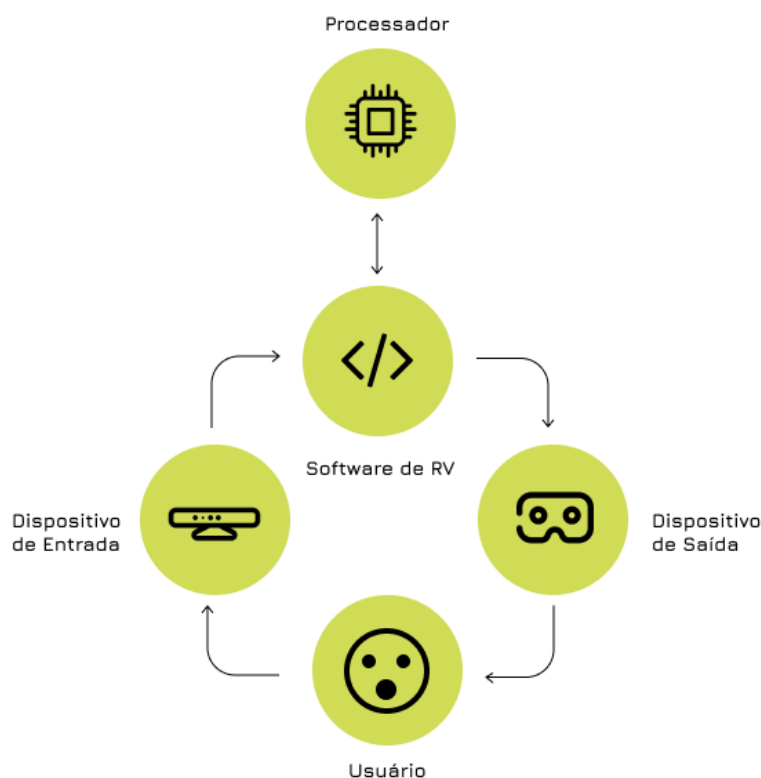 Processador
Software de RV
Dispositivo
de Entrada
Dispositivo
de Saída
Usuário